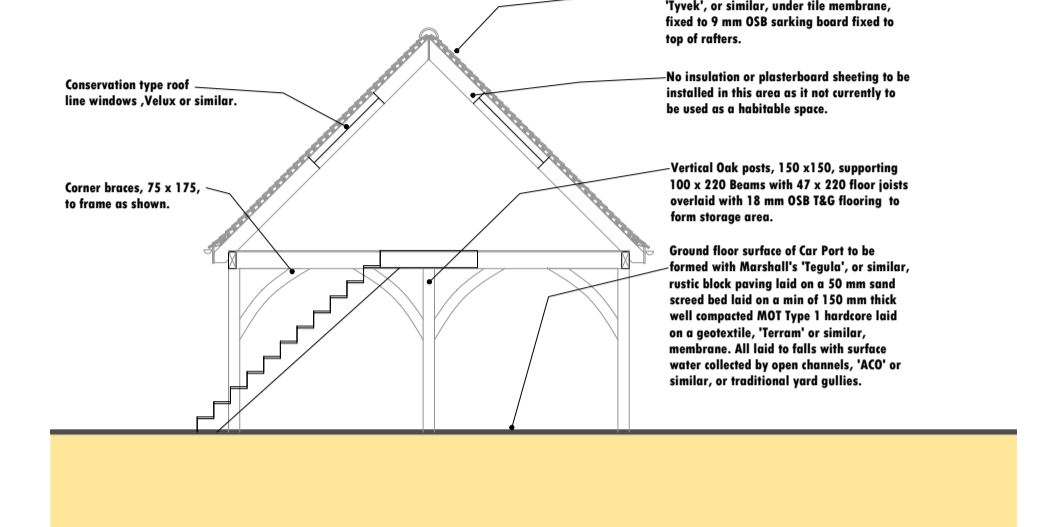 'Tyvek', or similar, under tile membrane,
fixed to 9 mm OSB sarking board fixed to
top of rafters.
Conservation type roof
line windows ,Velux or similar.
No insulation or plasterboard sheeting to be
installed in this area as it not currently to
be used as a habitable space.
Corner braces, 75 x 175,
to frame as shown.
Vertical Oak posts, 150 x150, supporting
100 x 220 Beams with 47 x 220 floor joists
overlaid with 18 mm OSB T&G flooring to
form storage area.
Ground floor surface of Car Port to be
formed with Marshall's 'Tegula', or similar,
rustic block paving laid on a 50 mm sand
screed bed laid on a min of 150 mm thick
well compacted MOT Type 1 hardcore laid
on a geotextile, 'Terram' or similar,
membrane. All laid to falls with surface
water collected by open channels, 'ACO' or
similar, or traditional yard gullies.